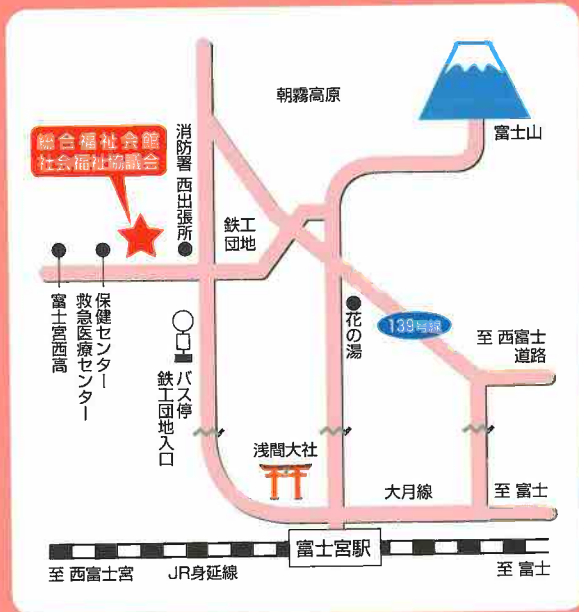 朝霧高原
富士山
総合福祉会館
社会福祉協議会
消防署 西出張所
鉄工
団地
富士宮西高
保健センター
救急医療センター
バス停
鉄工団地入口
花の湯
139号線
至 西富士
道路
浅間大社
大月線
至 富士
富士宮駅
至 西富士宮
JR身延線
至 富士